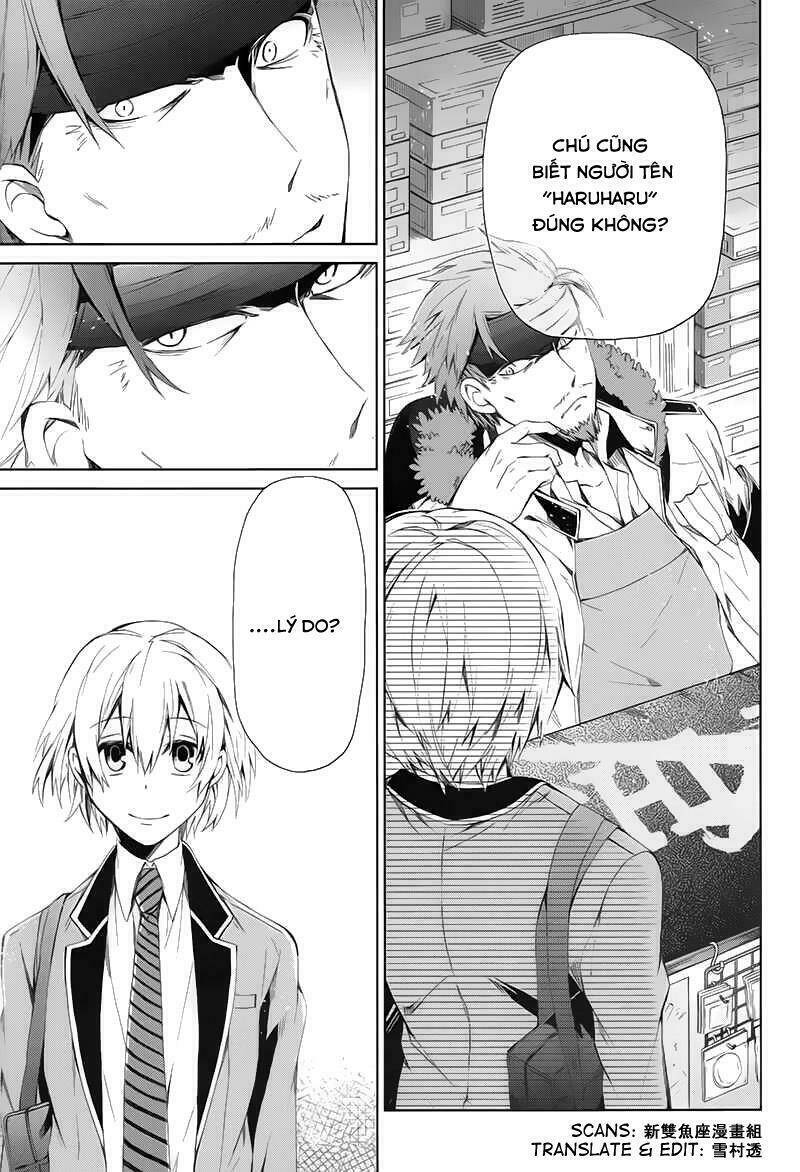 CHÚ CŨNG
BIẾT NGƯỜI TÊN
“HARUHARU“
ĐÚNG KHÔNG?
....LÝ DO?
SCANS: 新雙魚座漫畫組
TRANSLATE & EDIT: 雪村透